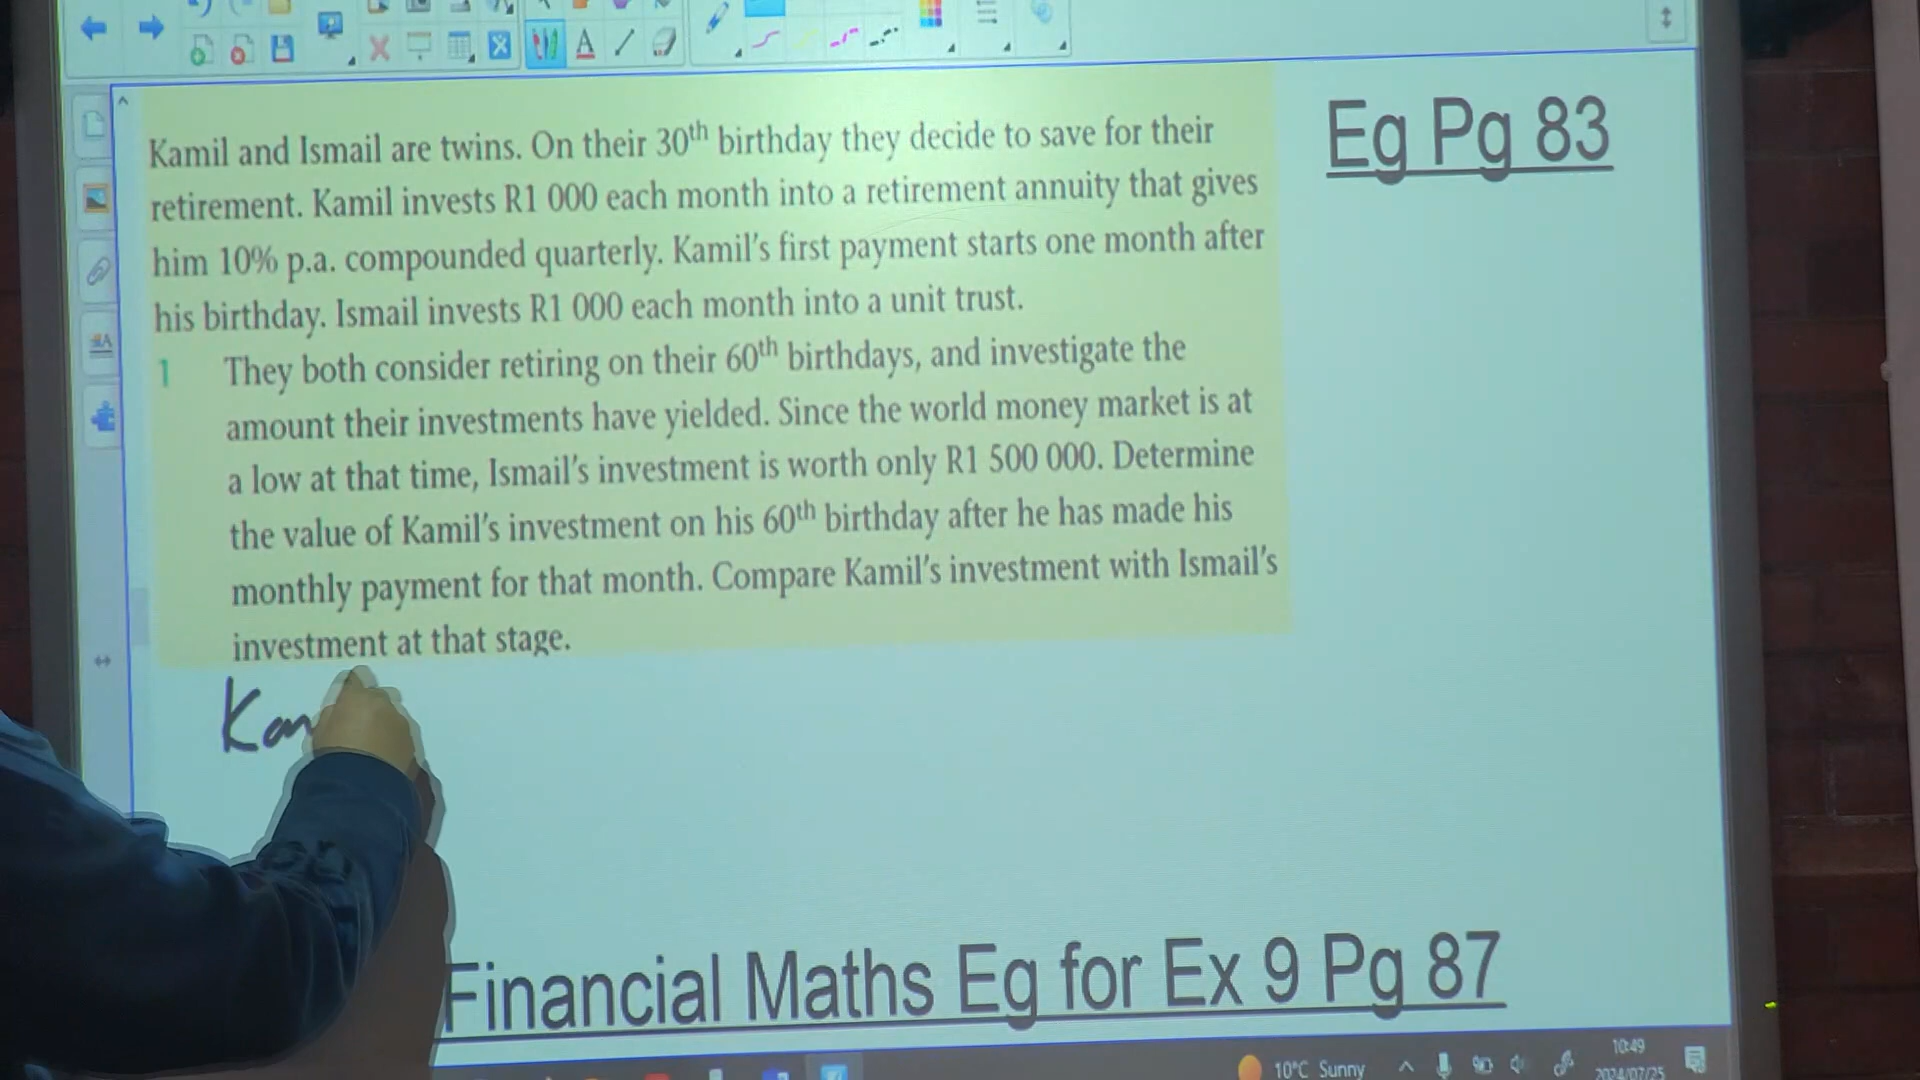 Eg Pg 83
Kamil and Ismail are twins. On their 30th birthday they decide to save for their
retirement. Kamil invests R1 000 each month into a retirement annuity that gives
him 10% p.a. compounded quarterly. Kamil's first payment starts one month after
his birthday. Ismail invests R1 000 each month into a unit trust.
1 They both consider retiring on their 60th birthdays, and investigate the
amount their investments have yielded. Since the world money market is at
a low at that time, Ismail's investment is worth only R1 500 000. Determine
the value of Kamil's investment on his 60th birthday after he has made his
monthly payment for that month. Compare Kamil's investment with Ismail's
investment at that stage.
Kam
Financial Maths Eg for Ex 9 Pg 87
10°C Sunny
10:49
2024/07/25